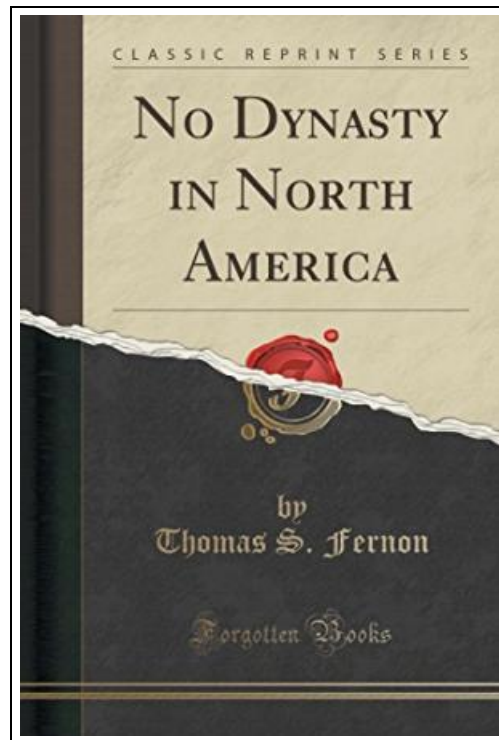 CLASSIC REPRINT SERIES
NO DYNASTY
IN NORTH
AMERICA
by
Thomas S. Fernon
Forgotten Books